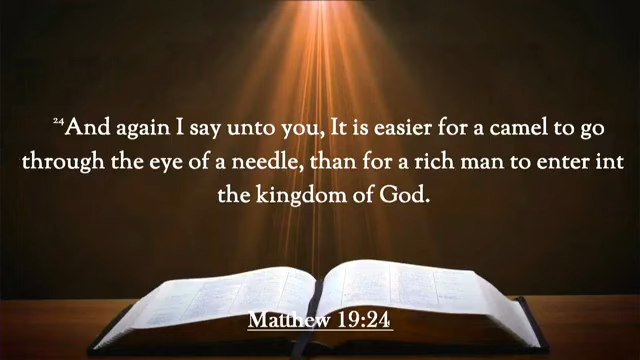 ²⁴And again I say unto you, It is easier for a camel to go
through the eye of a needle, than for a rich man to enter int
the kingdom of God.
Matthew 19:24